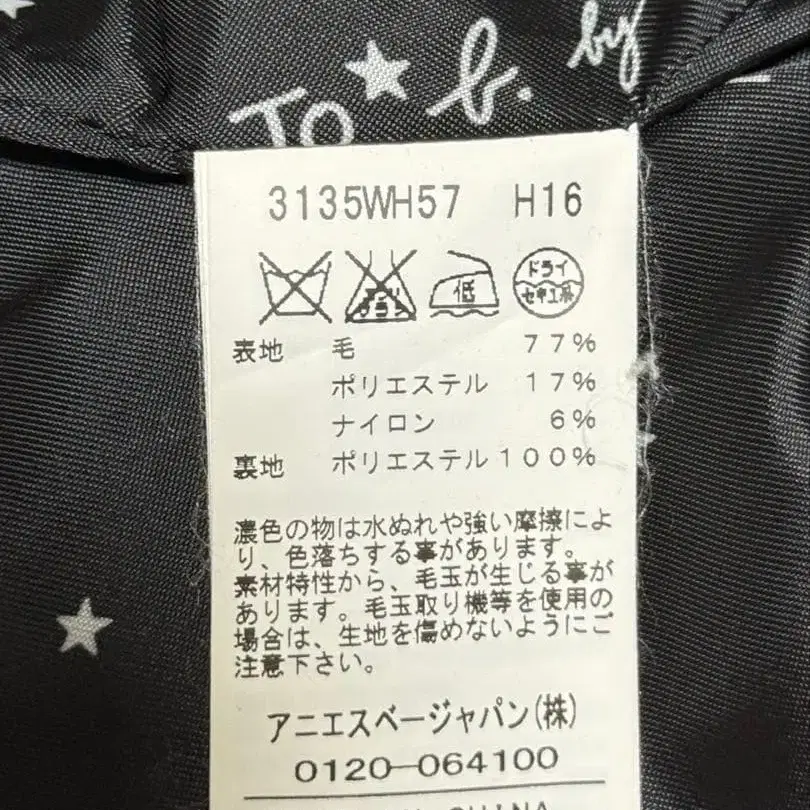 To b. by
3135WH57 H16
低 ドライ
セキユ系
表地 毛 77%
ポリエステル 17%
ナイロン 6%
裏地 ポリエステル100%
濃色の物は水ぬれや強い摩擦によ
り、色落ちする事があります。
素材特性から、毛玉が生じる事が
あります。毛玉取り機等を使用の
場合は、生地を傷めないようにご
注意下さい。
アニエスベージャパン(株)
0120-064100
CHINA